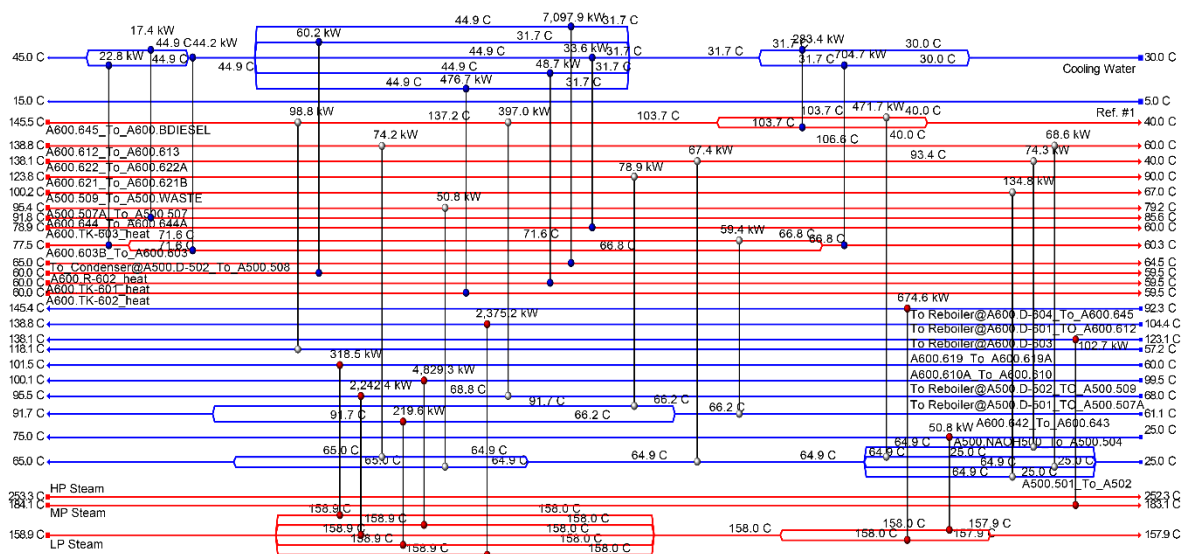 7,097.9 kW
44.9 C 31.7 C
17.4 kW 60.2 kW 31.7 C
22.8 kW 44.9 C 44.2 kW 44.9 C 33.6 kW 31.7 C 283.4 kW 30.0 C
45.0 C 44.9 C 44.9 C 44.9 C 48.7 kW 31.7 C 31.7 C 31.7 C 704.7 kW 30.0 C 30.0 C
476.7 kW Cooling Water
44.9 C 31.7 C
15.0 C 5.0 C
98.8 kW 397.0 kW 103.7 C 471.7 kW 40.0 C Ref. #1
145.5 C 137.2 C 103.7 C 103.7 C 40.0 C
A600.645_To_A600.BDIESEL 40.0 C
74.2 kW 106.6 C 68.6 kW
138.8 C 60.0 C
A600.612_To_A600.613 67.4 kW 93.4 C 74.3 kW
138.1 C 40.0 C
A600.622_To_A600.622A 78.9 kW
123.8 C 90.0 C
A600.621_To_A600.621B 134.8 kW
100.2 C 67.0 C
A500.509_To_A500.WASTE 50.8 kW
95.4 C 79.2 C
A500.507A_To_A500.507
91.8 C 85.6 C
A600.644_To_A600.644A
78.9 C 60.0 C
A600.TK-603_heat 71.6 C 71.6 C 59.4 kW 66.8 C
77.5 C 71.6 C 66.8 C 66.8 C 60.3 C
A600.603B_To_A600.603
65.0 C 64.5 C
To_Condenser@A500.D-502_To_A500.508
60.0 C 59.5 C
A600.R-602_heat
60.0 C 59.5 C
A600.TK-601_heat
60.0 C 59.5 C
A600.TK-602_heat 674.6 kW
145.4 C 92.3 C
2,375.2 kW To Reboiler@A600.D-604_To_A600.645
138.8 C 104.4 C
To Reboiler@A600.D-601_TO_A600.612
138.1 C 123.1 C
To Reboiler@A600.D-603 102.7 kW
118.1 C 57.2 C
318.5 kW A600.619_To_A600.619A
101.5 C 60.0 C
4,829.3 kW A600.610A_To_A600.610
100.1 C 99.5 C
2,242.4 kW 68.8 C To Reboiler@A500.D-502_TO_A500.509
95.5 C 68.0 C
219.6 kW 91.7 C 66.2 C To Reboiler@A500.D-501_TO_A500.507A
91.7 C 91.7 C 66.2 C 61.1 C
50.8 kW A600.642_To_A600.643
75.0 C 25.0 C
65.0 C 64.9 C 64.9 C A500.NAOH500_To_A500.504
65.0 C 65.0 C 64.9 C 64.9 C 64.9 C 64.9 C 64.9 C 25.0 C 25.0 C 25.0 C
64.9 C 25.0 C
A500.501_To_A502
HP Steam
253.3 C 252.3 C
184.1 C 183.1 C
MP Steam 158.9 C 158.0 C
158.9 C 158.0 C 158.0 C 157.9 C
158.9 C 158.9 C 158.0 C 158.0 C 158.0 C 157.9 C 157.9 C
LP Steam 158.9 C 158.0 C